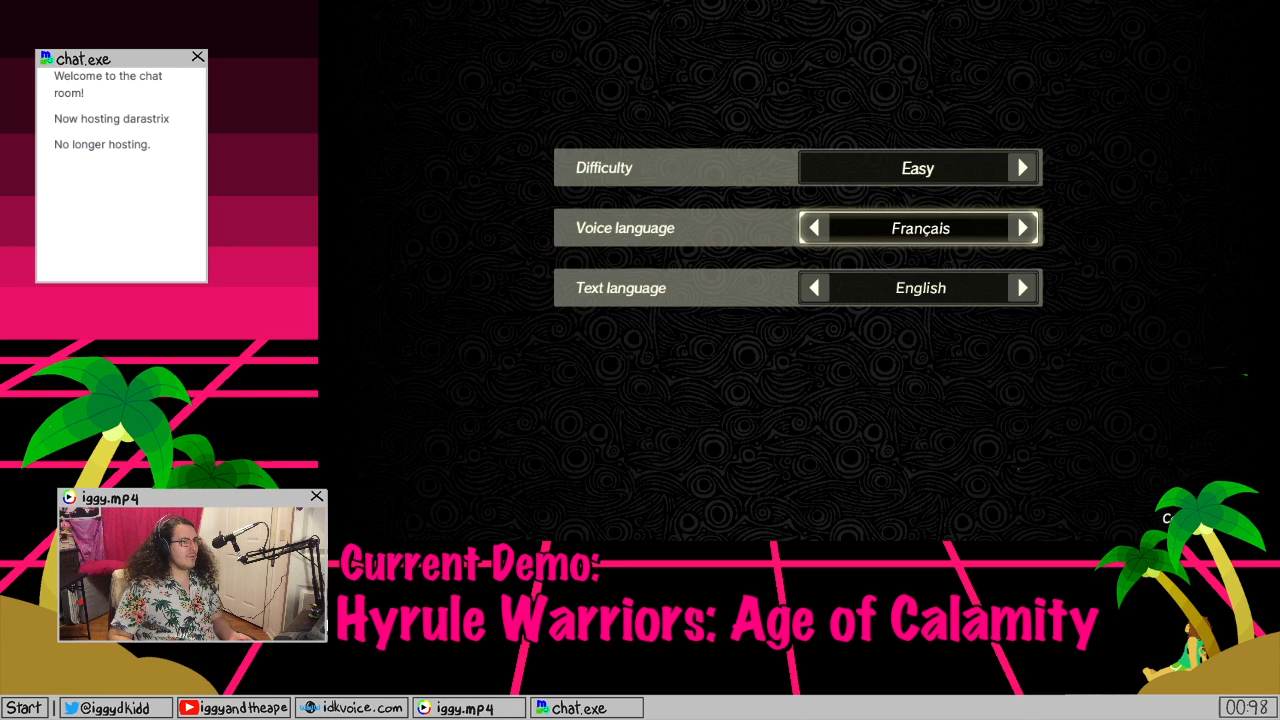 chat.exe
Welcome to the chat
room!
Now hosting darastrix
No longer hosting.
Difficulty
Easy
Voice language
Français
Text language
English
iggy.mp4
Current Demo:
Hyrule Warriors: Age of Calamity
Start
@iggydkidd
iggyandtheape
idkvoice.com
iggy.mp4
chat.exe
00:98